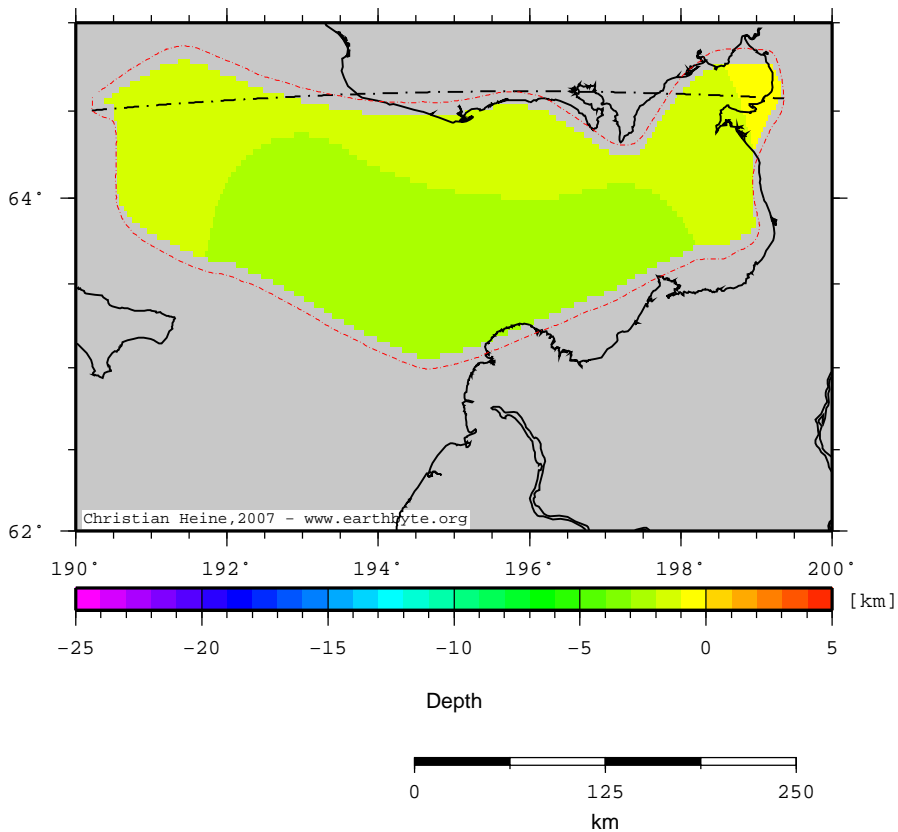 64°
62°
Christian Heine,2007 - www.earthbyte.org
190° 192° 194° 196° 198° 200°
[km]
−25 −20 −15 −10 −5 0 5
Depth
0 125 250
km